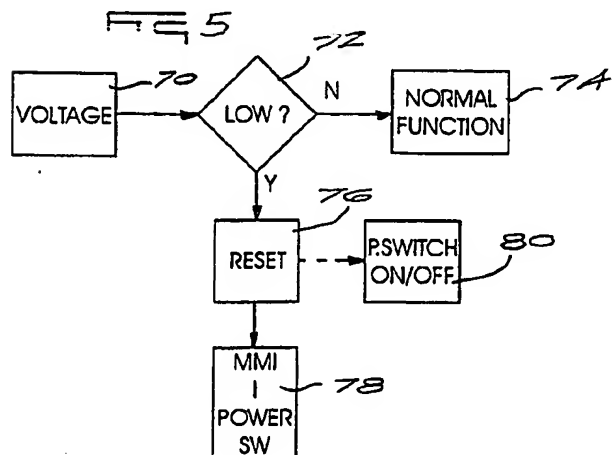 FIG 5
72
70
VOLTAGE
LOW ?
N
NORMAL
FUNCTION
74
Y
76
RESET
P.SWITCH
ON/OFF
80
MMI
POWER
SW
78